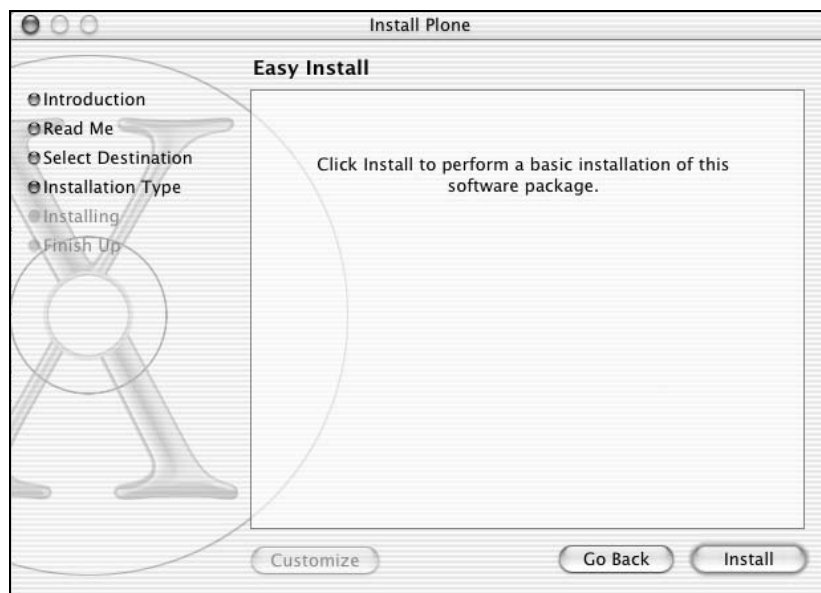 Install Plone
Easy Install
Introduction
Read Me
Select Destination
Installation Type
Installing
Finish Up
Click Install to perform a basic installation of this
software package.
Customize
Go Back
Install